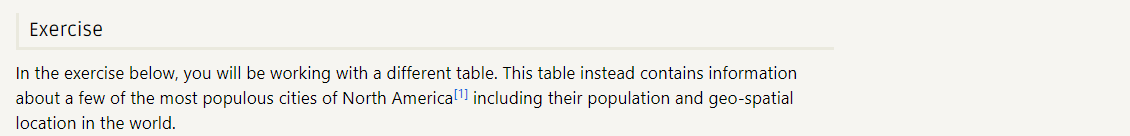 Exercise
In the exercise below, you will be working with a different table. This table instead contains information
about a few of the most populous cities of North America[1] including their population and geo-spatial
location in the world.